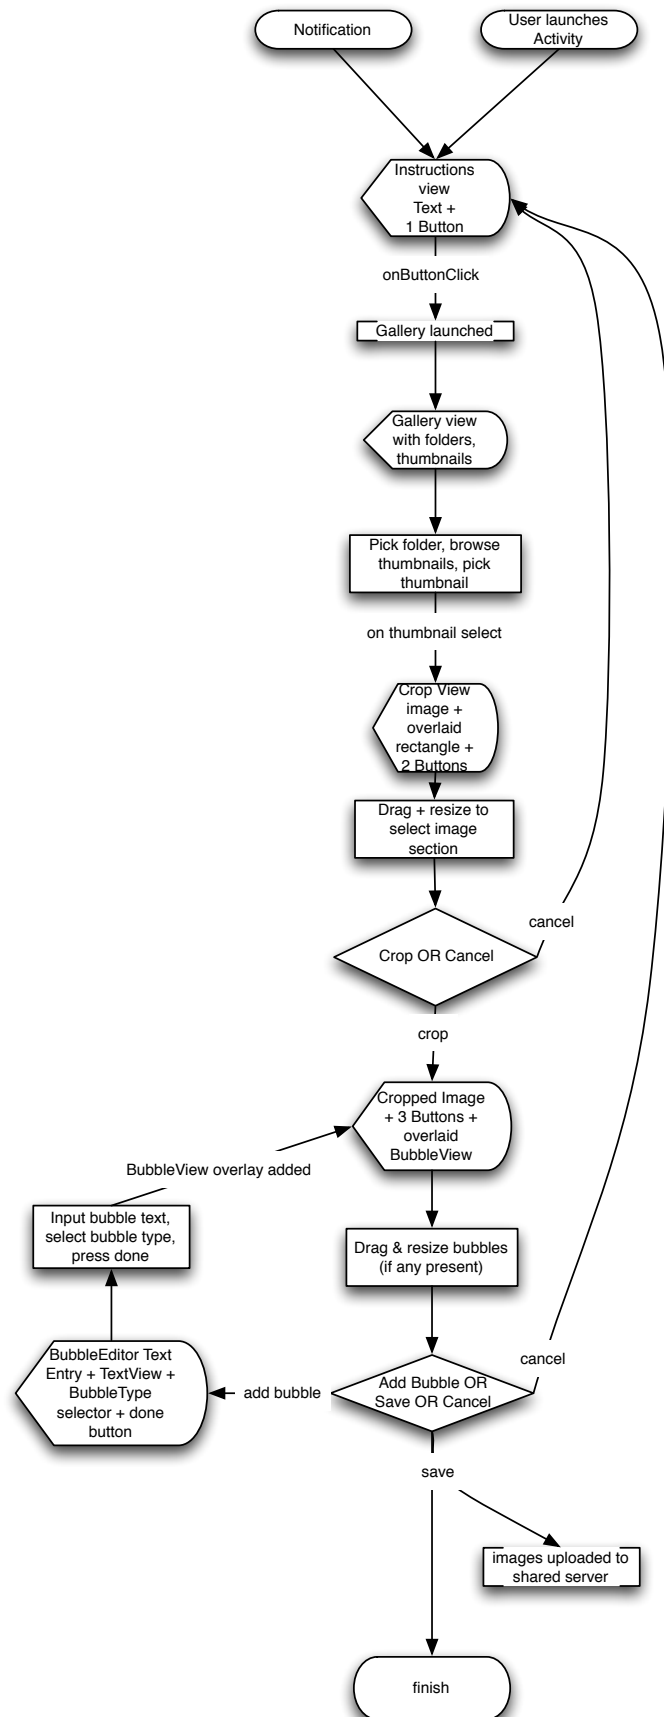 Notification
User launches
Activity
Instructions
view
Text +
1 Button
onButtonClick
Gallery launched
Gallery view
with folders,
thumbnails
Pick folder, browse
thumbnails, pick
thumbnail
on thumbnail select
Crop View
image +
overlaid
rectangle +
2 Buttons
Drag + resize to
select image
section
cancel
Crop OR Cancel
crop
Cropped Image
+ 3 Buttons +
overlaid
BubbleView
BubbleView overlay added
Input bubble text,
select bubble type,
press done
Drag & resize bubbles
(if any present)
BubbleEditor Text
Entry + TextView +
BubbleType
selector + done
button
add bubble
Add Bubble OR
Save OR Cancel
cancel
save
images uploaded to
shared server
finish